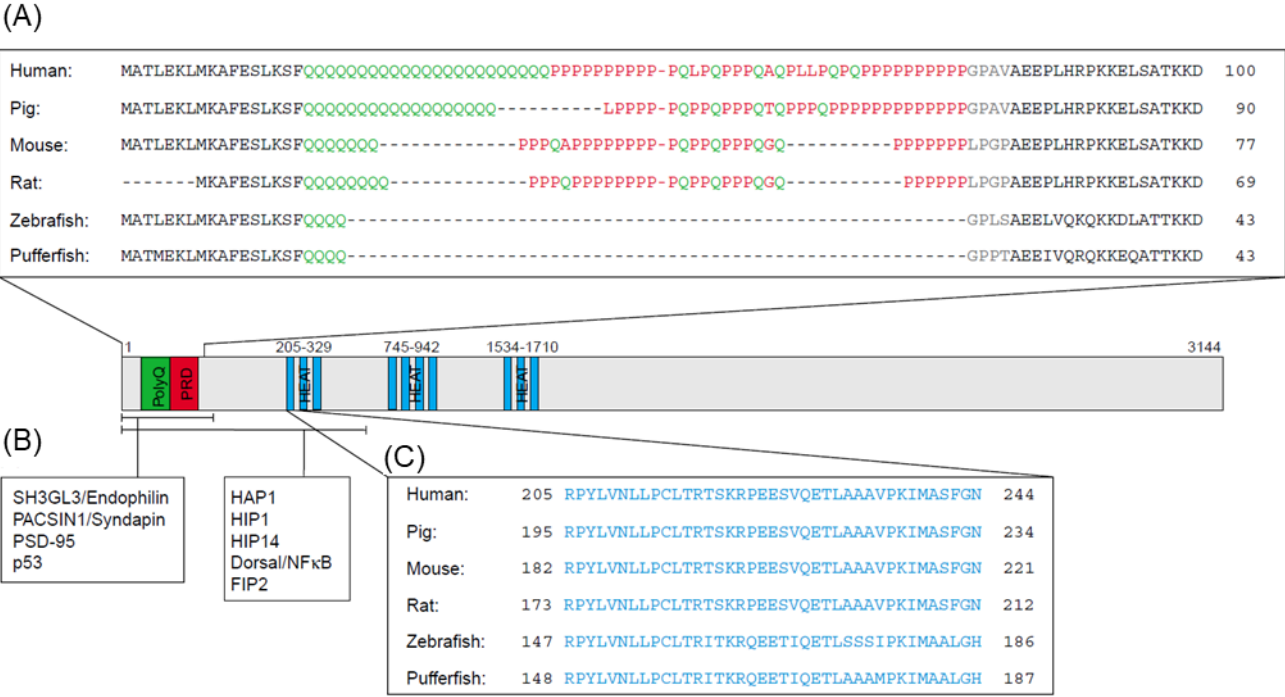 (A)
Human: MATLEKLMKAFESLKSFQQQQQQQQQQQQQQQQQQQQQQQPPPPPPPPPP-PQLPQPPPQAQPLLPQPQPPPPPPPPPPGPAVAEEPLHRPKKELSATKKD 100
Pig: MATLEKLMKAFESLKSFQQQQQQQQQQQQQQQQQQ----------LPPPP-PQPPQPPPQTQPPPQPPPPPPPPPPPPPGPAVAEEPLHRPKKELSATKKD 90
Mouse: MATLEKLMKAFESLKSFQQQQQQQ-------------PPPQAPPPPPPPP-PQPPQPPPQGQ----------PPPPPPPLPGPAEEPLHRPKKELSATKKD 77
Rat: -------MKAFESLKSFQQQQQQQQ-------------PPPQPPPPPPPP-PQPPQPPPQGQ-----------PPPPPPLPGPAEEPLHRPKKELSATKKD 69
Zebrafish: MATLEKLMKAFESLKSFQQQQ----------------------------------------------------------GPLSAEELVQKQKKDLATTKKD 43
Pufferfish: MATMEKLMKAFESLKSFQQQQ----------------------------------------------------------GPPTAEEIVQRQKKEQATTKKD 43
1 205-329 745-942 1534-1710 3144
PolyQ PRD HEAT HEAT HEAT
(B)
SH3GL3/Endophilin
PACSIN1/Syndapin
PSD-95
p53
HAP1
HIP1
HIP14
Dorsal/NFκB
FIP2
(C)
Human: 205 RPYLVNLLPCLTRTSKRPEESVQETLAAAVPKIMASFGN 244
Pig: 195 RPYLVNLLPCLTRTSKRPEESVQETLAAAVPKIMASFGN 234
Mouse: 182 RPYLVNLLPCLTRTSKRPEESVQETLAAAVPKIMASFGN 221
Rat: 173 RPYLVNLLPCLTRTSKRPEESVQETLAAAVPKIMASFGN 212
Zebrafish: 147 RPYLVNLLPCLTRITKRQEETIQETLSSSIPKIMAALGH 186
Pufferfish: 148 RPYLVNLLPCLTRITKRQEETIQETLAAAMPKIMAALGH 187